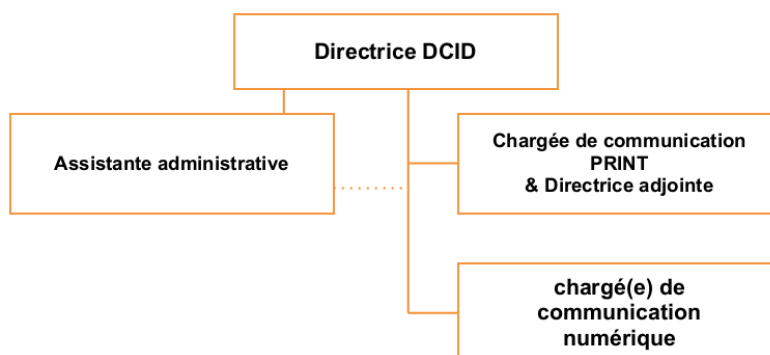 Directrice DCID
Assistante administrative
Chargée de communication
PRINT
& Directrice adjointe
chargé(e) de
communication
numérique